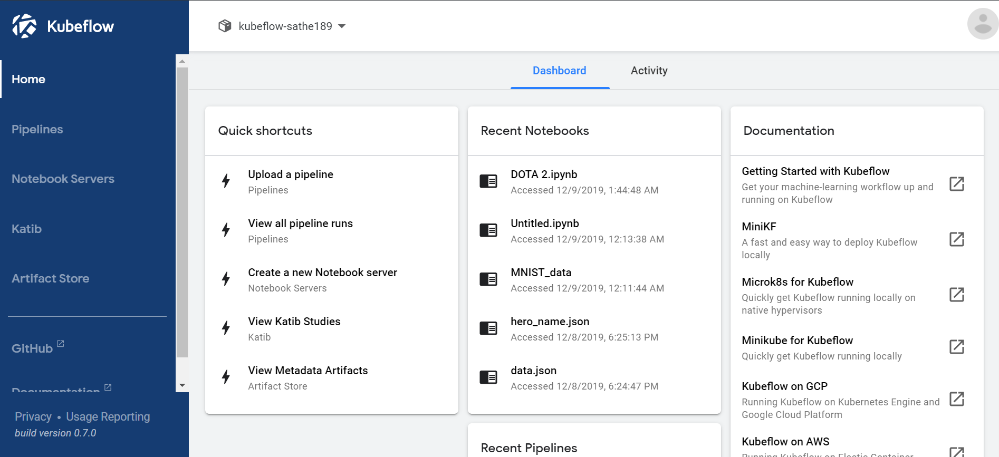 Kubeflow
Home
Pipelines
Notebook Servers
Katib
Artifact Store
GitHub
Documentation
Privacy • Usage Reporting
build version 0.7.0
kubeflow-sathe189
Dashboard
Activity
Quick shortcuts
Upload a pipeline
Pipelines
View all pipeline runs
Pipelines
Create a new Notebook server
Notebook Servers
View Katib Studies
Katib
View Metadata Artifacts
Artifact Store
Recent Notebooks
DOTA 2.ipynb
Accessed 12/9/2019, 1:44:48 AM
Untitled.ipynb
Accessed 12/9/2019, 12:13:38 AM
MNIST_data
Accessed 12/9/2019, 12:11:44 AM
hero_name.json
Accessed 12/8/2019, 6:25:13 PM
data.json
Accessed 12/8/2019, 6:24:47 PM
Recent Pipelines
Documentation
Getting Started with Kubeflow
Get your machine-learning workflow up and
running on Kubeflow
MiniKF
A fast and easy way to deploy Kubeflow
locally
Microk8s for Kubeflow
Quickly get Kubeflow running locally on
native hypervisors
Minikube for Kubeflow
Quickly get Kubeflow running locally
Kubeflow on GCP
Running Kubeflow on Kubernetes Engine and
Google Cloud Platform
Kubeflow on AWS
Running Kubeflow on Elastic Container